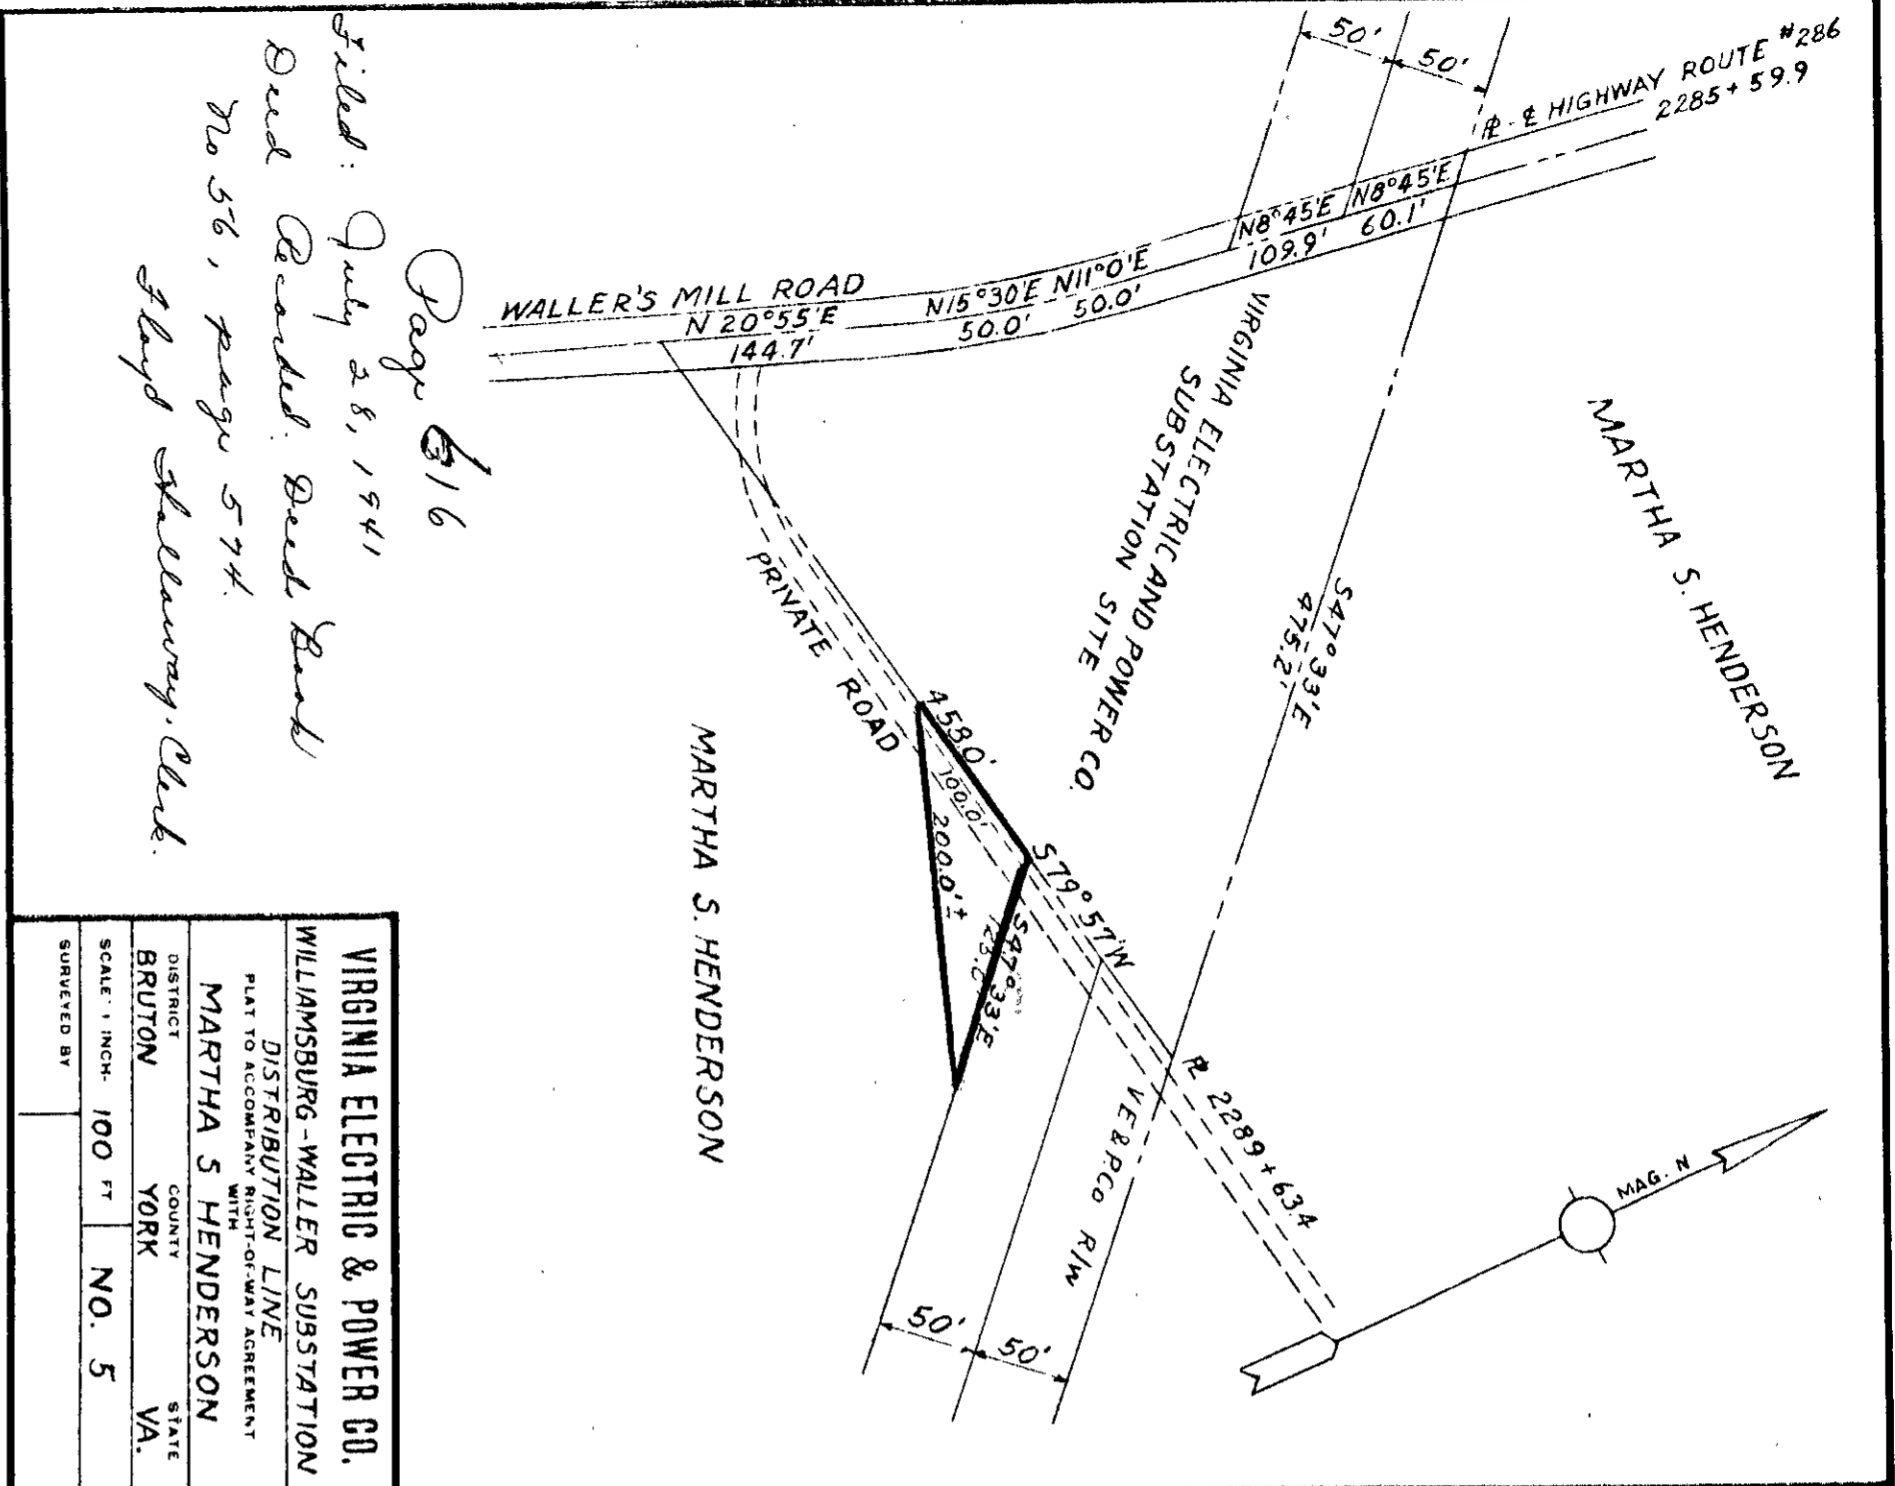 50'
50'
HIGHWAY ROUTE #286
2285+59.9
N8°45'E
109.9'
N8°45'E
60.1'
N11°0'E
50.0'
N15°30'E
50.0'
WALLER'S MILL ROAD
N 20°55'E
144.7'
VIRGINIA ELECTRIC AND POWER CO.
SUBSTATION SITE
S47°33'E
475.2'
MARTHA S. HENDERSON
PRIVATE ROAD
458.0'
S79°57'W
100.0'
200.0'±
S47°33'E
MARTHA S. HENDERSON
2289+63.4
VE&PCo R/W
50'
50'
MAG. N
Page 616
Filed: July 28, 1941
Deed Recorded: Deed Book
No 56, page 574.
Floyd Holloway, Clerk.
VIRGINIA ELECTRIC & POWER CO.
WILLIAMSBURG-WALLER SUBSTATION
DISTRIBUTION LINE
PLAT TO ACCOMPANY RIGHT-OF-WAY AGREEMENT
WITH
MARTHA S HENDERSON
DISTRICT COUNTY STATE
BRUTON YORK VA.
SCALE 1 INCH- 100 FT NO. 5
SURVEYED BY